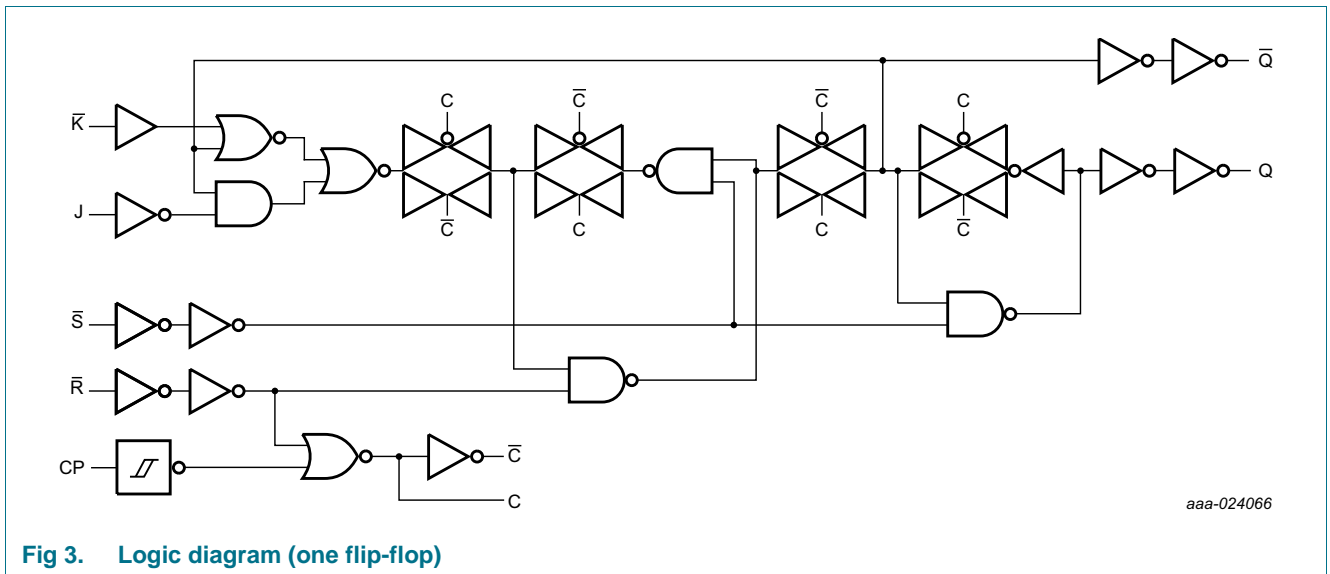 Q̅
K̅
C
C̅
C̅
C
Q
J
C̅
C
C
C̅
S̅
R̅
CP
C̅
C
aaa-024066
Fig 3. Logic diagram (one flip-flop)